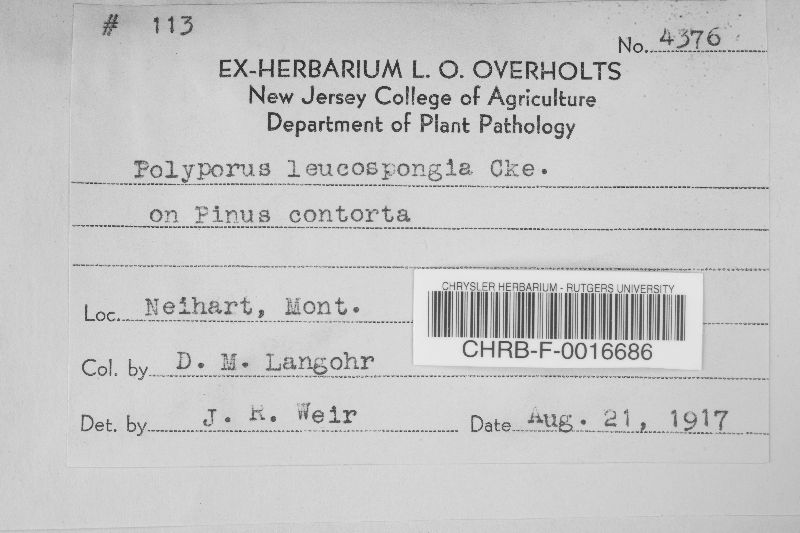 # 113
No. 4376
EX-HERBARIUM L. O. OVERHOLTS
New Jersey College of Agriculture
Department of Plant Pathology
Polyporus leucospongia Cke.
on Pinus contorta
Loc. Neihart, Mont.
CHRYSLER HERBARIUM - RUTGERS UNIVERSITY
CHRB-F-0016686
Col. by D. M. Langohr
Det. by J. R. Weir Date Aug. 21, 1917